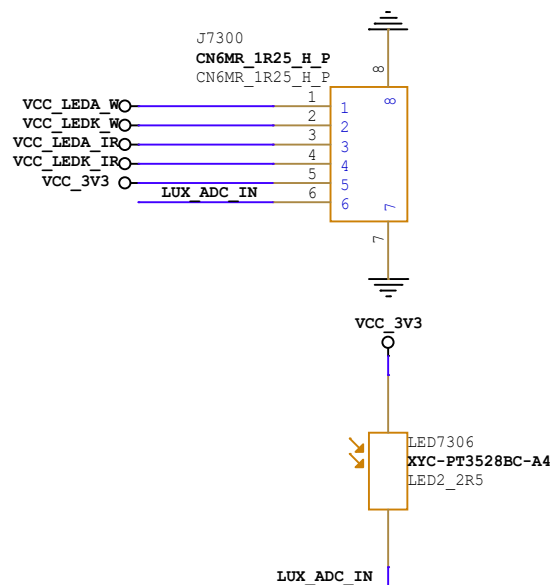 J7300
CN6MR_1R25_H_P
CN6MR_1R25_H_P
8
VCC_LEDA_W 1 1 8
VCC_LEDK_W 2 2
VCC_LEDA_IR 3 3
VCC_LEDK_IR 4 4
VCC_3V3 5 5
LUX_ADC_IN 6 6 7
7
VCC_3V3
LED7306
XYC-PT3528BC-A4
LED2_2R5
LUX_ADC_IN